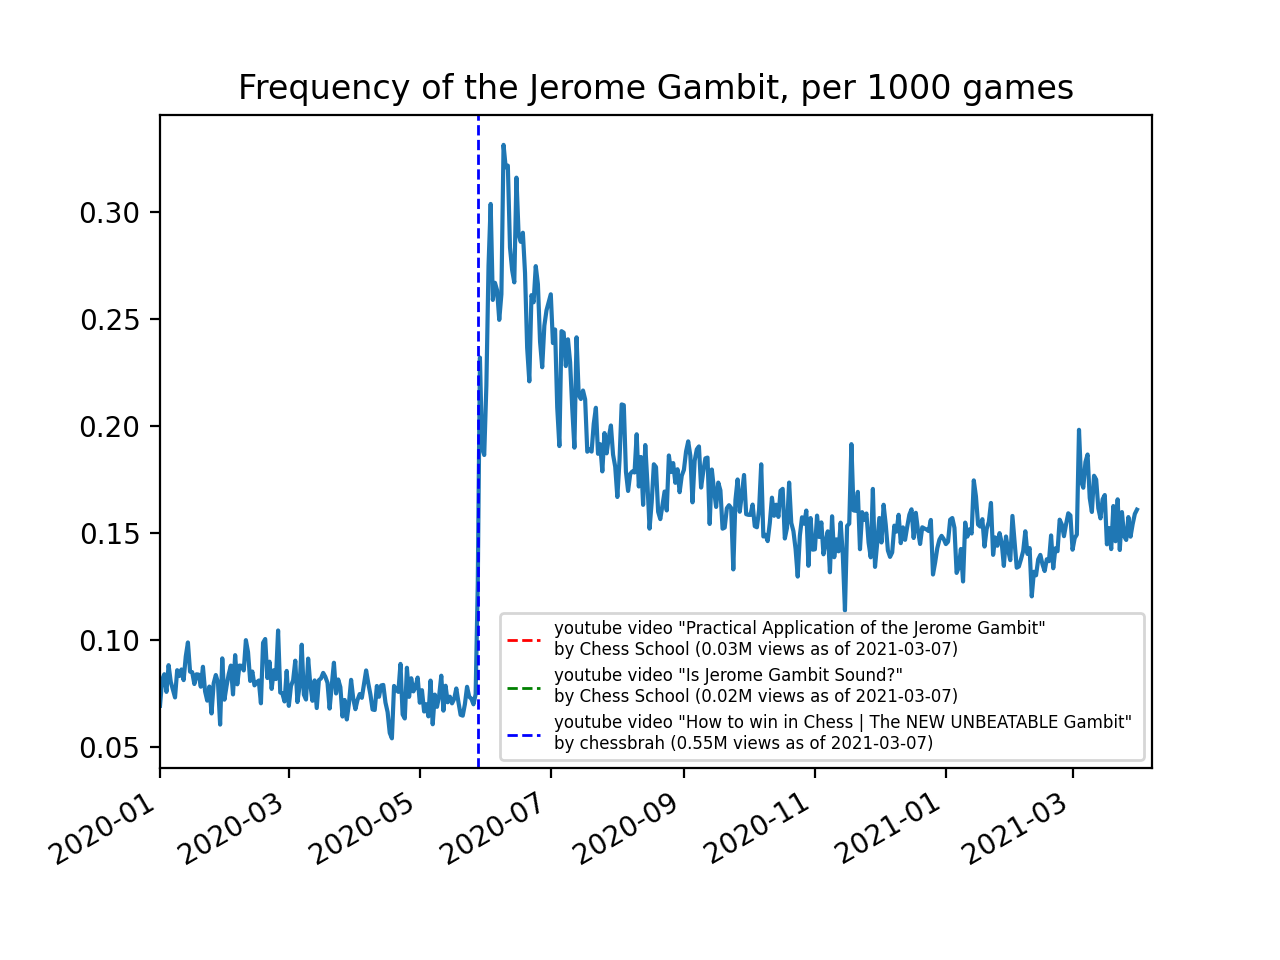 Frequency of the Jerome Gambit, per 1000 games
0.30
0.25
0.20
0.15
0.10
0.05
youtube video "Practical Application of the Jerome Gambit"
by Chess School (0.03M views as of 2021-03-07)
youtube video "Is Jerome Gambit Sound?"
by Chess School (0.02M views as of 2021-03-07)
youtube video "How to win in Chess | The NEW UNBEATABLE Gambit"
by chessbrah (0.55M views as of 2021-03-07)
2020-01
2020-03
2020-05
2020-07
2020-09
2020-11
2021-01
2021-03